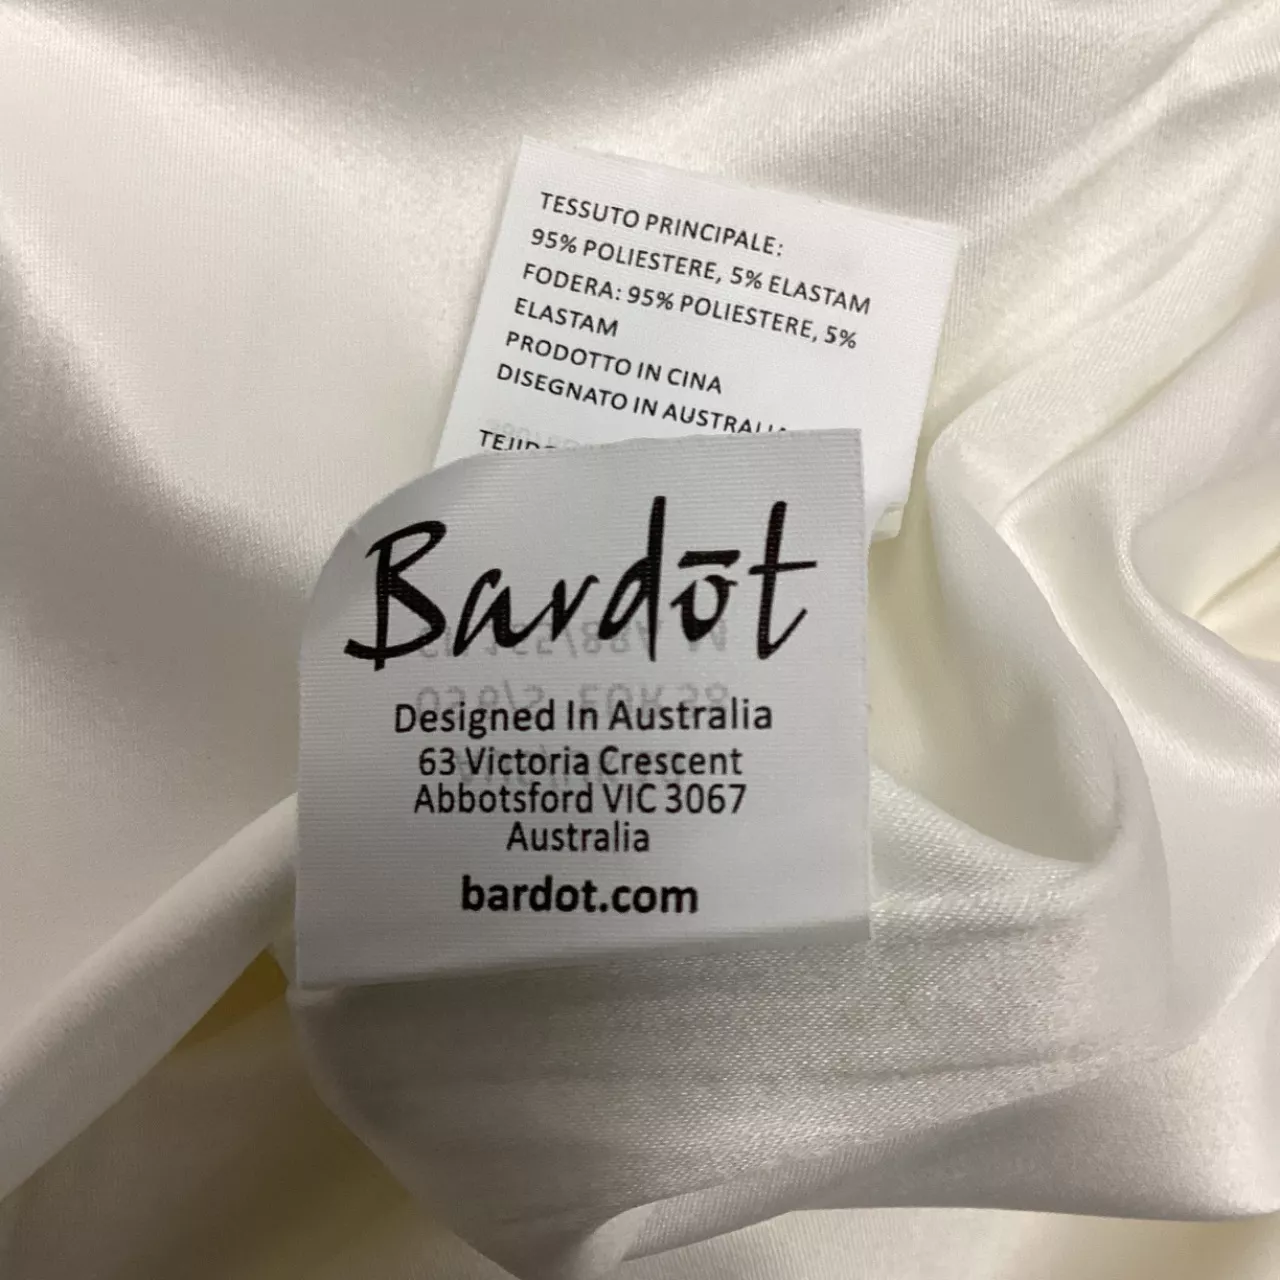 TESSUTO PRINCIPALE:
95% POLIESTERE, 5% ELASTAM
FODERA: 95% POLIESTERE, 5%
ELASTAM
PRODOTTO IN CINA
DISEGNATO IN AUSTRALIA
Bardōt
Designed In Australia
63 Victoria Crescent
Abbotsford VIC 3067
Australia
bardot.com